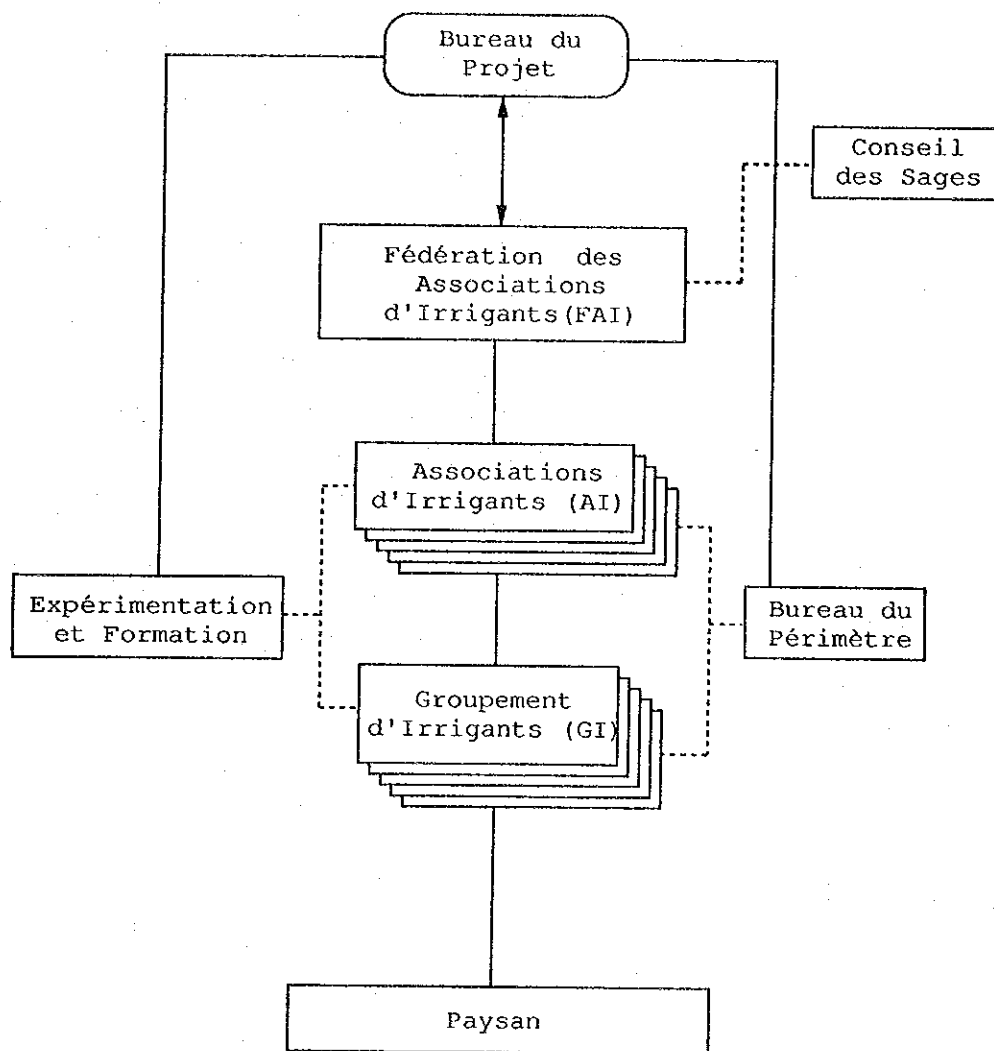 Bureau du
Projet
Conseil
des Sages
Fédération des
Associations
d'Irrigants(FAI)
Associations
d'Irrigants (AI)
Expérimentation
et Formation
Bureau du
Périmètre
Groupement
d'Irrigants (GI)
Paysan